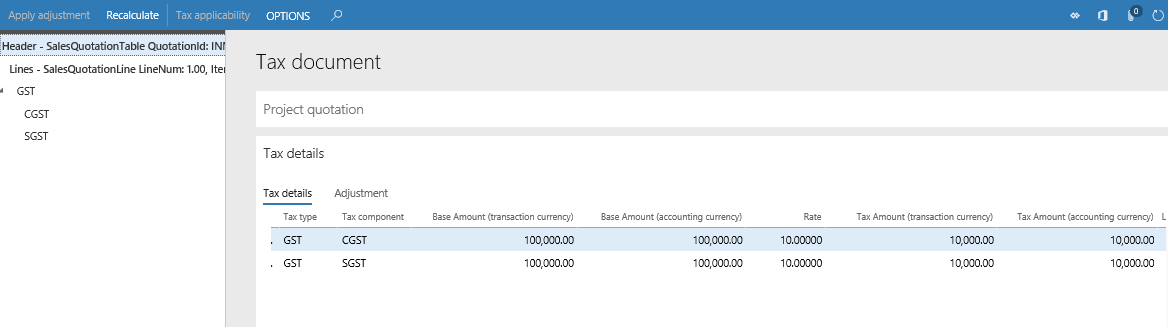 Apply adjustment Recalculate Tax applicability OPTIONS 0
Header - SalesQuotationTable QuotationId:
Lines - SalesQuotationLine LineNum: 1.00,
GST
CGST
SGST
Tax document
Project quotation
Tax details
Tax details Adjustment
Tax type Tax component Base Amount (transaction currency) Base Amount (accounting currency) Rate Tax Amount (transaction currency) Tax Amount (accounting currency) L
GST CGST 100,000.00 100,000.00 10.00000 10,000.00 10,000.00
GST SGST 100,000.00 100,000.00 10.00000 10,000.00 10,000.00